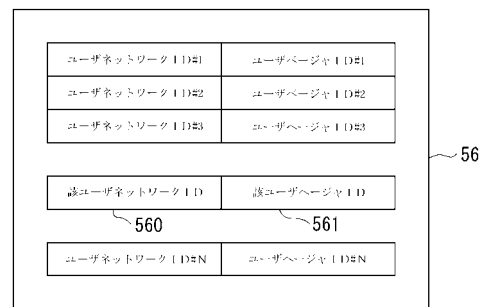 ユーザネットワークID#1 ユーザページャID#1
ユーザネットワークID#2 ユーザページャID#2
ユーザネットワークID#3 ユーザページャID#3
56
該ユーザネットワークID 該ユーザページャID
560 561
ユーザネットワークID#N ユーザページャID#N